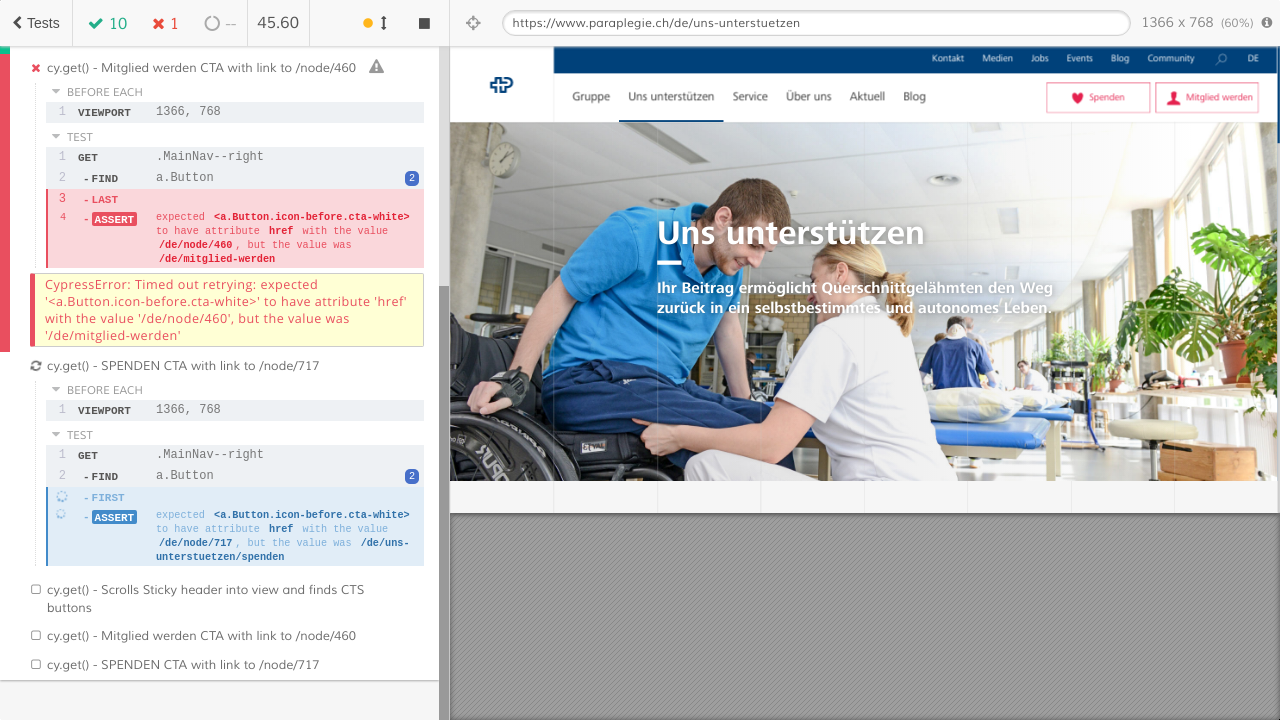 Tests
10
1
--
45.60
cy.get() - Mitglied werden CTA with link to /node/460
BEFORE EACH
1 VIEWPORT 1366, 768
TEST
1 GET .MainNav--right
2 - FIND a.Button 2
3 - LAST
4 - ASSERT expected <a.Button.icon-before.cta-white>
to have attribute href with the value
/de/node/460, but the value was
/de/mitglied-werden
CypressError: Timed out retrying: expected
'<a.Button.icon-before.cta-white>' to have attribute 'href'
with the value '/de/node/460', but the value was
'/de/mitglied-werden'
cy.get() - SPENDEN CTA with link to /node/717
BEFORE EACH
1 VIEWPORT 1366, 768
TEST
1 GET .MainNav--right
2 - FIND a.Button 2
- FIRST
- ASSERT expected <a.Button.icon-before.cta-white>
to have attribute href with the value
/de/node/717, but the value was /de/uns-
unterstuetzen/spenden
cy.get() - Scrolls Sticky header into view and finds CTS
buttons
cy.get() - Mitglied werden CTA with link to /node/460
cy.get() - SPENDEN CTA with link to /node/717
https://www.paraplegie.ch/de/uns-unterstuetzen
1366 x 768 (60%)
Kontakt Medien Jobs Events Blog Community DE
Gruppe Uns unterstützen Service Über uns Aktuell Blog
Spenden Mitglied werden
Uns unterstützen
Ihr Beitrag ermöglicht Querschnittgelähmten den Weg
zurück in ein selbstbestimmtes und autonomes Leben.